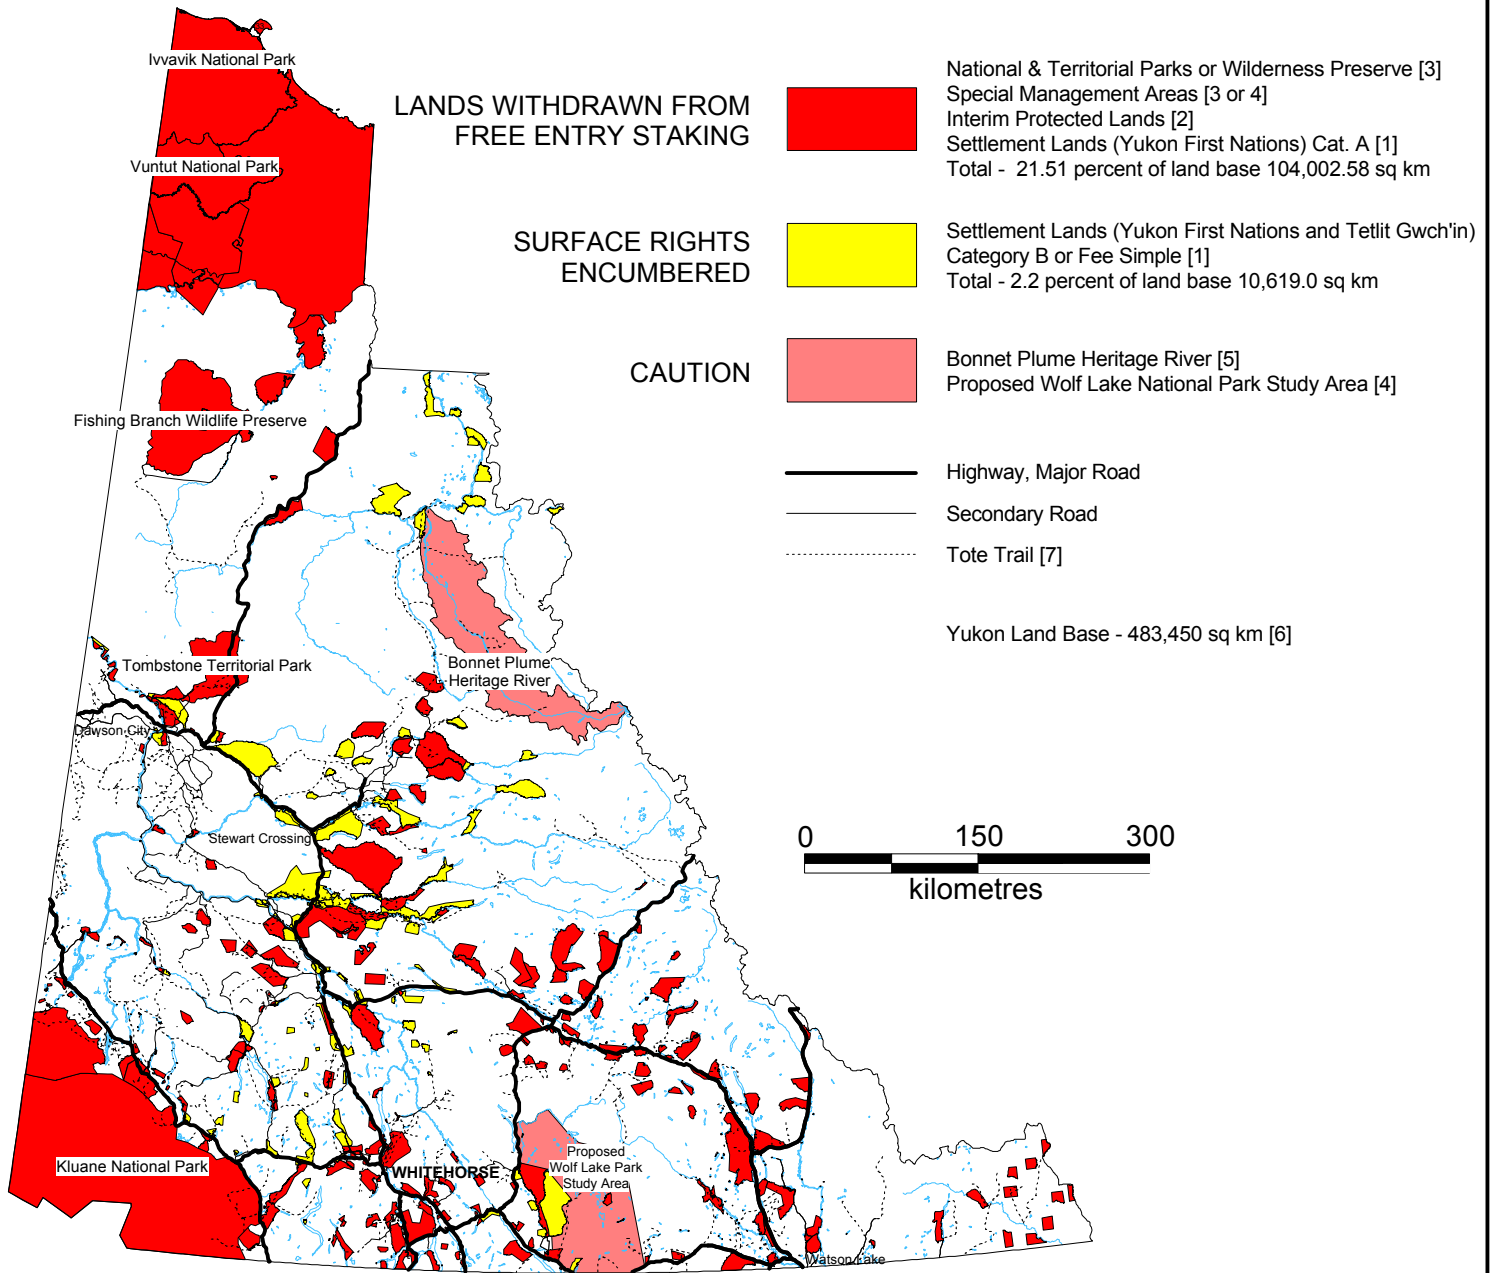 Ivvavik National Park
Vuntut National Park
Fishing Branch Wildlife Preserve
Tombstone Territorial Park
Bonnet Plume
Heritage River
Dawson City
Stewart Crossing
Kluane National Park
WHITEHORSE
Proposed
Wolf Lake Park
Study Area
Watson Lake
LANDS WITHDRAWN FROM
FREE ENTRY STAKING
National & Territorial Parks or Wilderness Preserve [3]
Special Management Areas [3 or 4]
Interim Protected Lands [2]
Settlement Lands (Yukon First Nations) Cat. A [1]
Total - 21.51 percent of land base 104,002.58 sq km
SURFACE RIGHTS
ENCUMBERED
Settlement Lands (Yukon First Nations and Tetlit Gwch'in)
Category B or Fee Simple [1]
Total - 2.2 percent of land base 10,619.0 sq km
CAUTION
Bonnet Plume Heritage River [5]
Proposed Wolf Lake National Park Study Area [4]
Highway, Major Road
Secondary Road
Tote Trail [7]
Yukon Land Base - 483,450 sq km [6]
0 150 300
kilometres